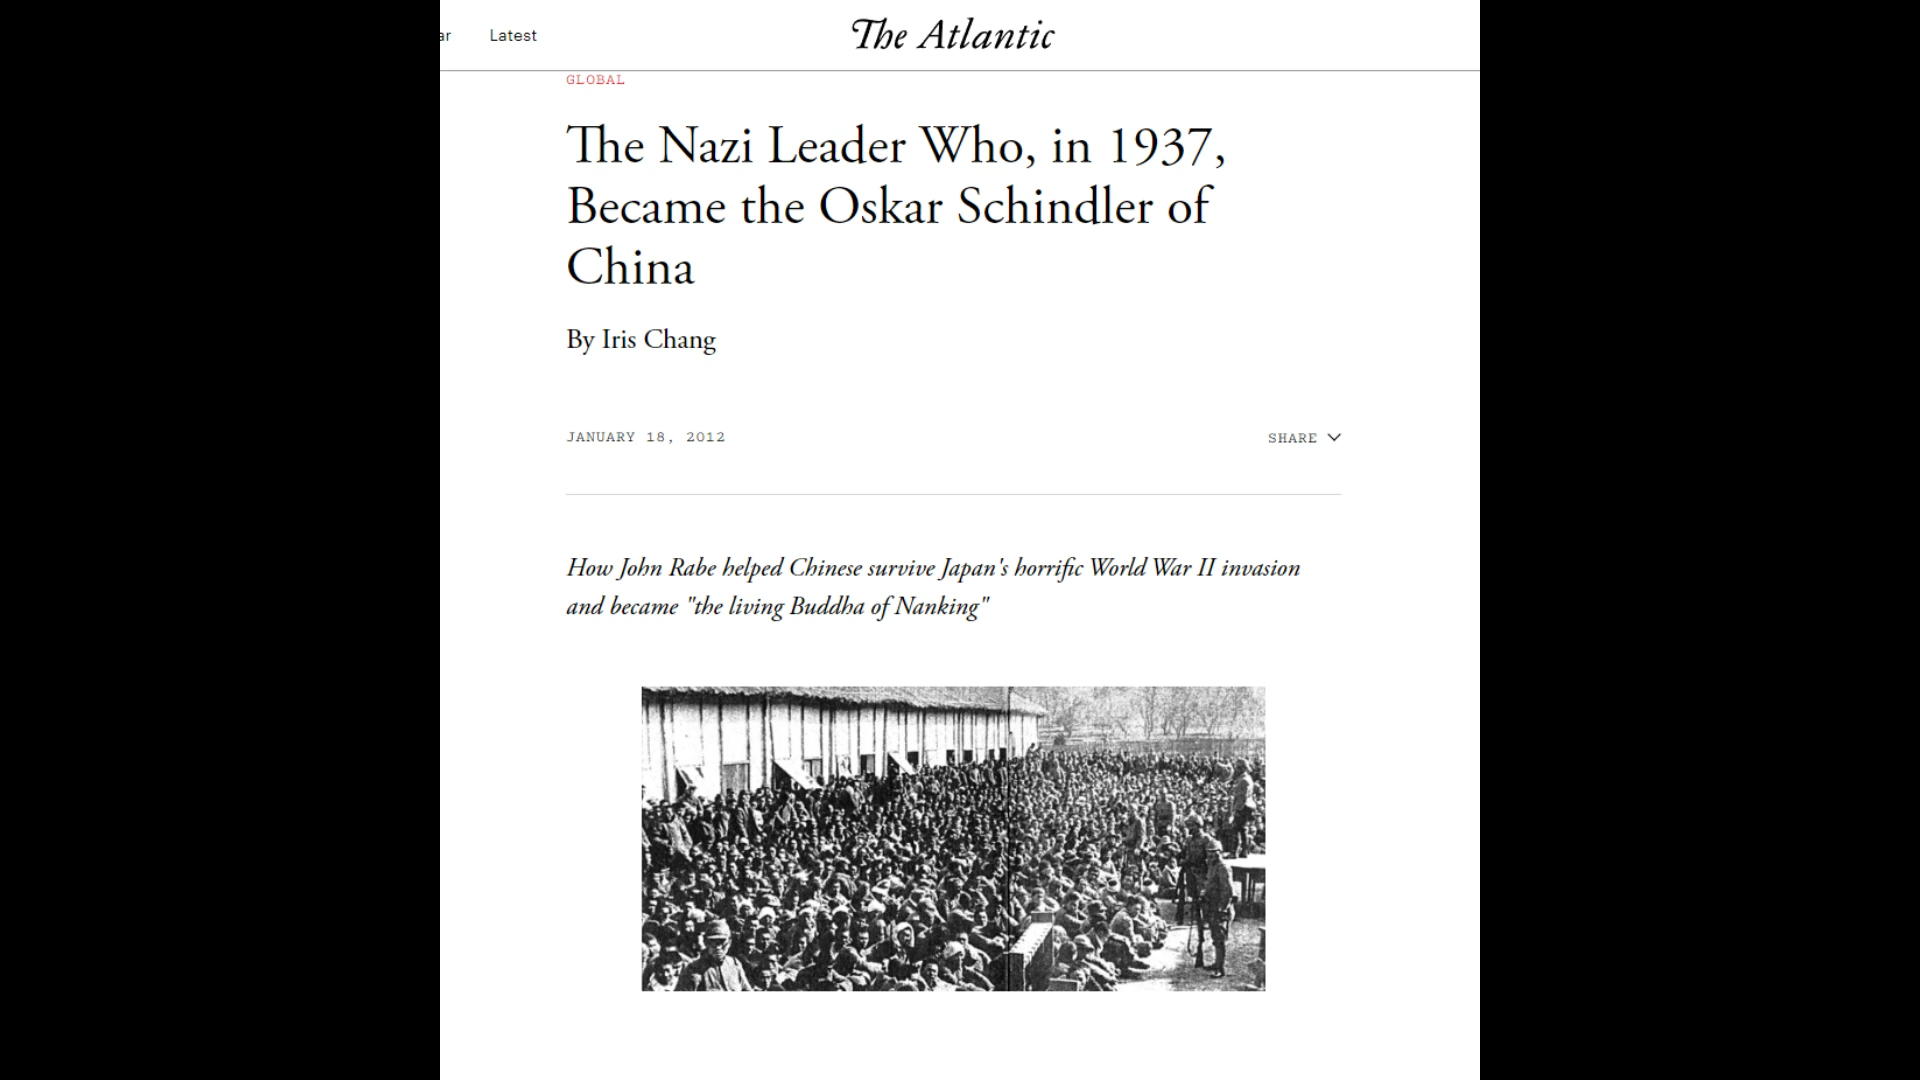 ar Latest The Atlantic
GLOBAL
The Nazi Leader Who, in 1937,
Became the Oskar Schindler of
China
By Iris Chang
JANUARY 18, 2012 SHARE
How John Rabe helped Chinese survive Japan's horrific World War II invasion
and became "the living Buddha of Nanking"